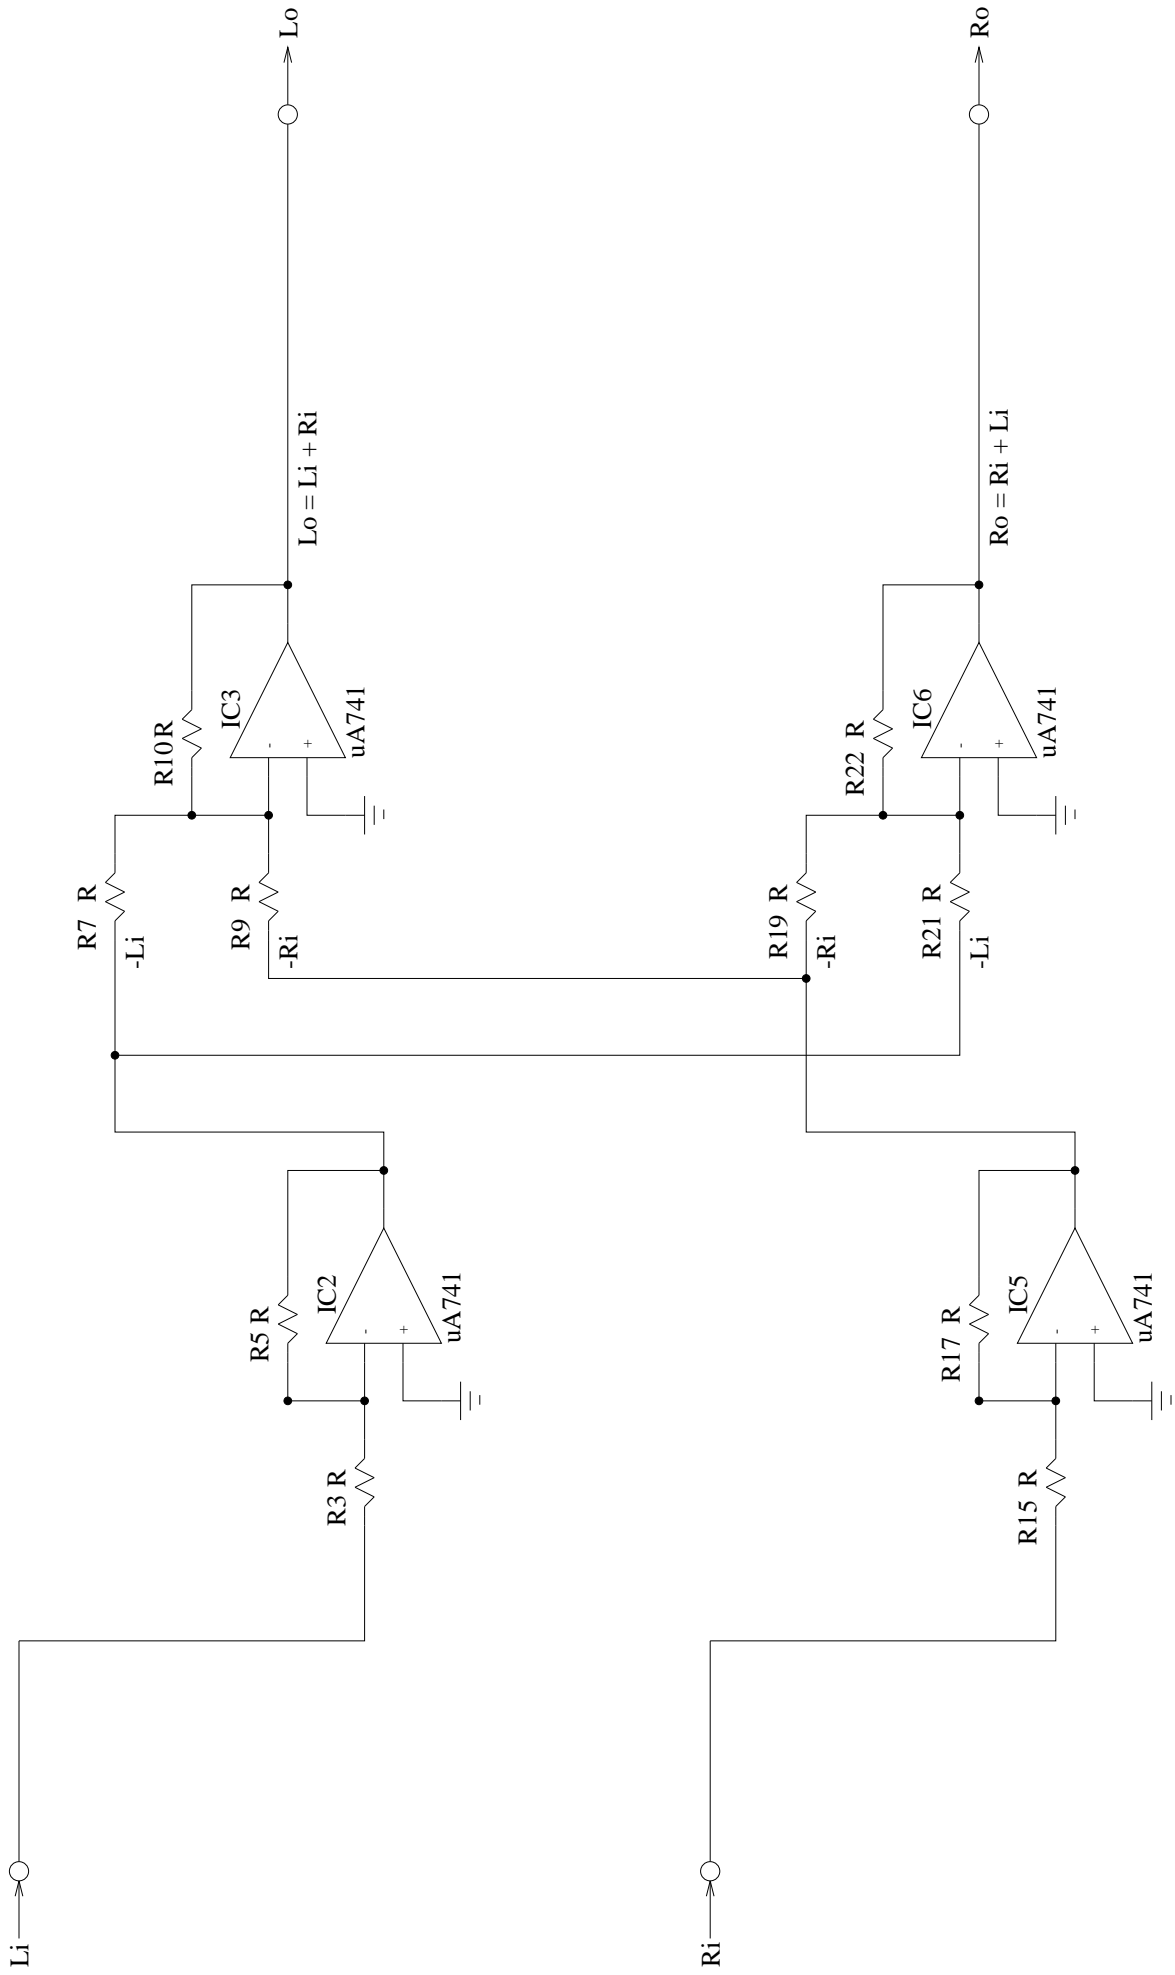 Li
R3 R
R5 R
IC2
-
+
uA741
R7 R
-Li
R9 R
-Ri
R10 R
IC3
-
+
uA741
Lo = Li + Ri
Lo
Ri
R15 R
R17 R
IC5
-
+
uA741
R19 R
-Ri
R21 R
-Li
R22 R
IC6
-
+
uA741
Ro = Ri + Li
Ro